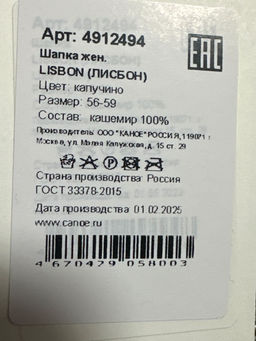 Арт: 4912494
EAC
Шапка жен.
LISBON (ЛИСБОН)
Цвет: капучино
Размер: 56-59
Состав: кашемир 100%
Производитель: ООО "КАНОЕ" РОССИЯ, 119071 г
Москва, ул. Малая Калужская, д. 15 ст. 29
Страна производства: Россия
ГОСТ 33378-2015
Дата производства: 01.02.2025
www.canoe.ru
4 670429 058003